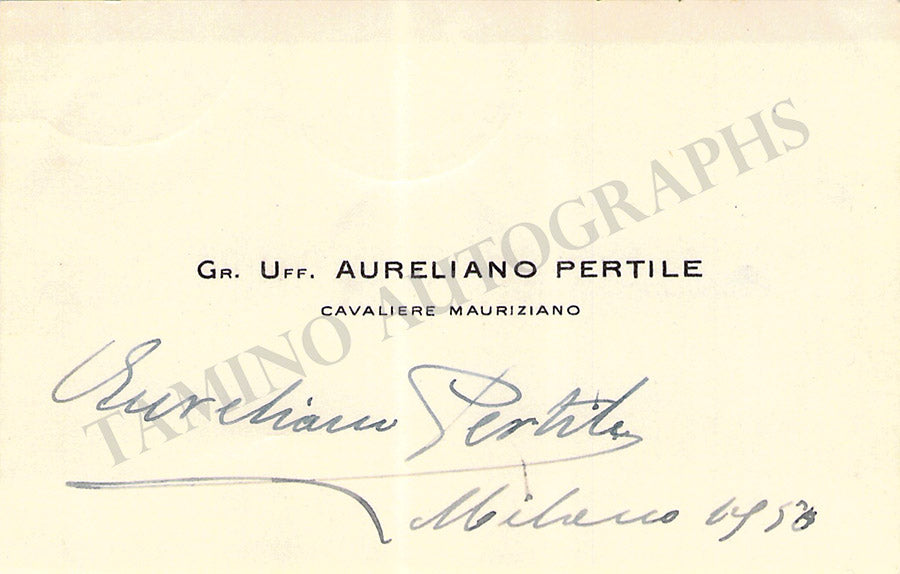 Gr. Uff. AURELIANO PERTILE
CAVALIERE MAURIZIANO
TAMINO AUTOGRAPHS
Aureliano Pertile
Milano